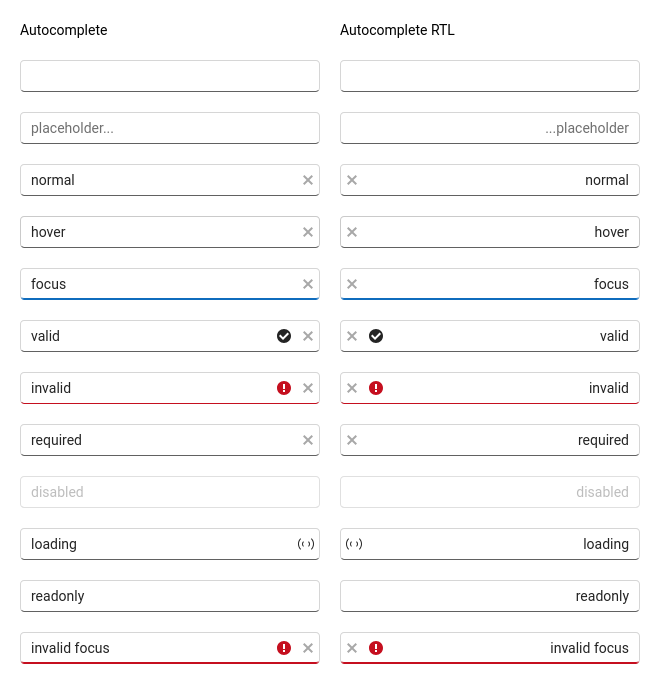 Autocomplete
Autocomplete RTL
placeholder...
...placeholder
normal
normal
hover
hover
focus
focus
valid
valid
invalid
invalid
required
required
disabled
disabled
loading
loading
readonly
readonly
invalid focus
invalid focus